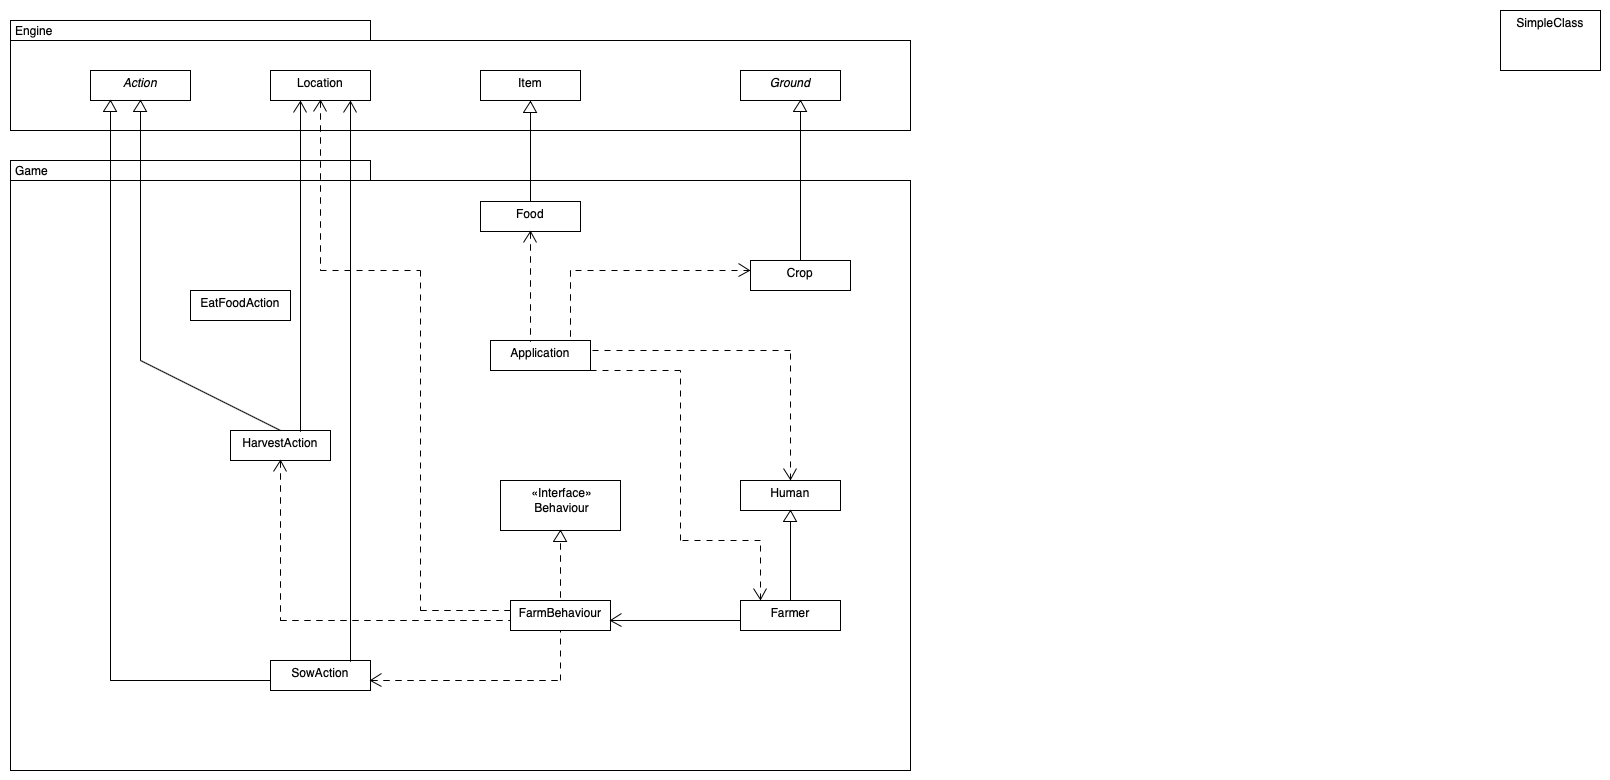 SimpleClass
Engine
Action
Location
Item
Ground
Game
Food
Crop
EatFoodAction
Application
HarvestAction
«Interface»
Behaviour
Human
FarmBehaviour
Farmer
SowAction